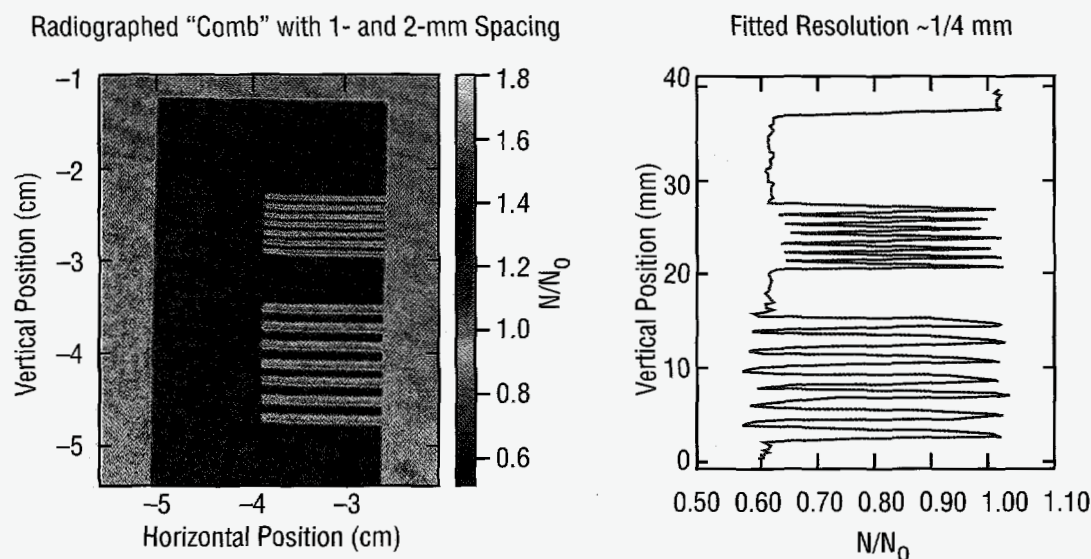 Radiographed “Comb” with 1- and 2-mm Spacing
Fitted Resolution ~1/4 mm
–1
–2
–3
–4
–5
Vertical Position (cm)
–5 –4 –3
Horizontal Position (cm)
1.8
1.6
1.4
1.2
1.0
0.8
0.6
N/N₀
40
30
20
10
0
Vertical Position (mm)
0.50 0.60 0.70 0.80 0.90 1.00 1.10
N/N₀